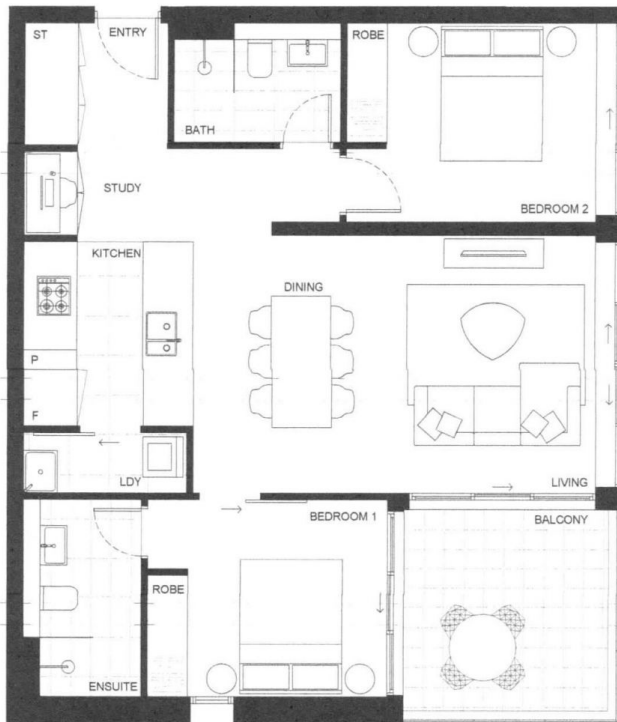 ST
ENTRY
ROBE
BATH
STUDY
BEDROOM 2
KITCHEN
DINING
P
F
LDY
LIVING
BEDROOM 1
BALCONY
ROBE
ENSUITE